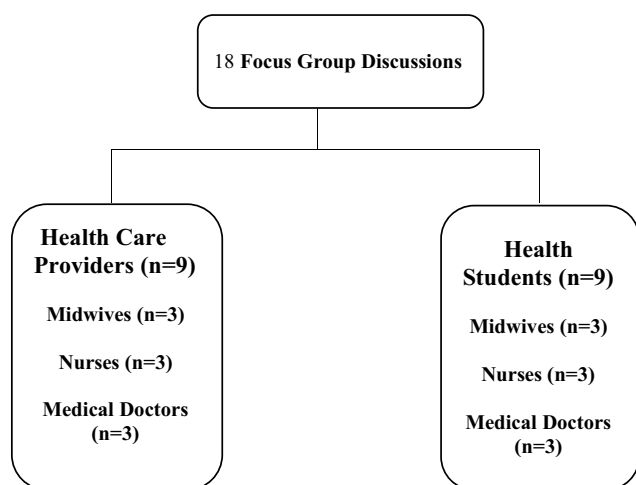 18 Focus Group Discussions
Health Care
Providers (n=9)
Midwives (n=3)
Nurses (n=3)
Medical Doctors
(n=3)
Health
Students (n=9)
Midwives (n=3)
Nurses (n=3)
Medical Doctors
(n=3)